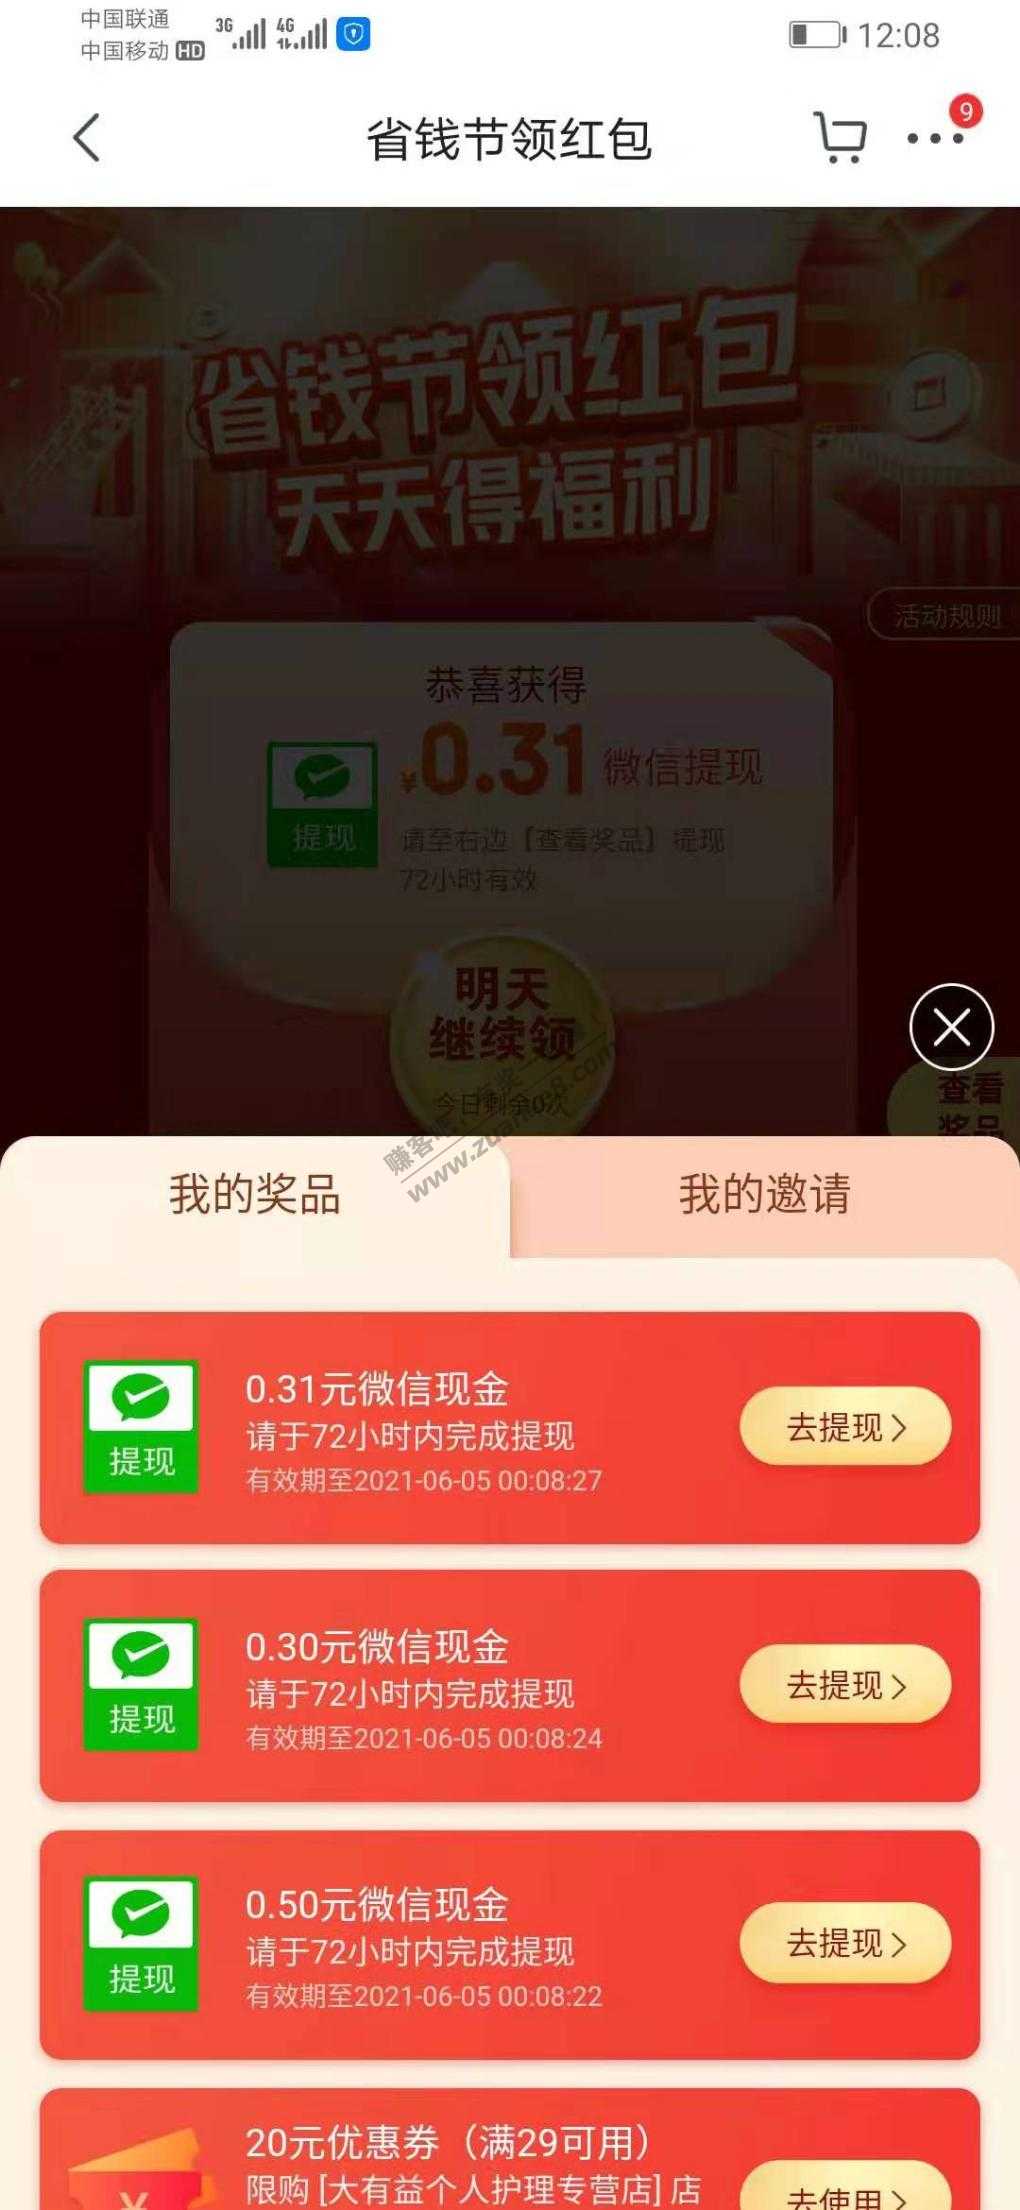 中国联通
中国移动 HD
3G
4G
12:08
省钱节领红包
9
省钱节领红包
天天得福利
活动规则
恭喜获得
¥0.31 微信提现
提现
请至右边【查看奖品】提现
72小时有效
明天
继续领
今日剩余0次
查看
奖品
赚客吧,有奖一起赚
www.zuanke8.com
我的奖品
我的邀请
提现
0.31元微信现金
请于72小时内完成提现
有效期至2021-06-05 00:08:27
去提现
提现
0.30元微信现金
请于72小时内完成提现
有效期至2021-06-05 00:08:24
去提现
提现
0.50元微信现金
请于72小时内完成提现
有效期至2021-06-05 00:08:22
去提现
¥
20元优惠券（满29可用）
限购 [大有益个人护理专营店] 店
去使用